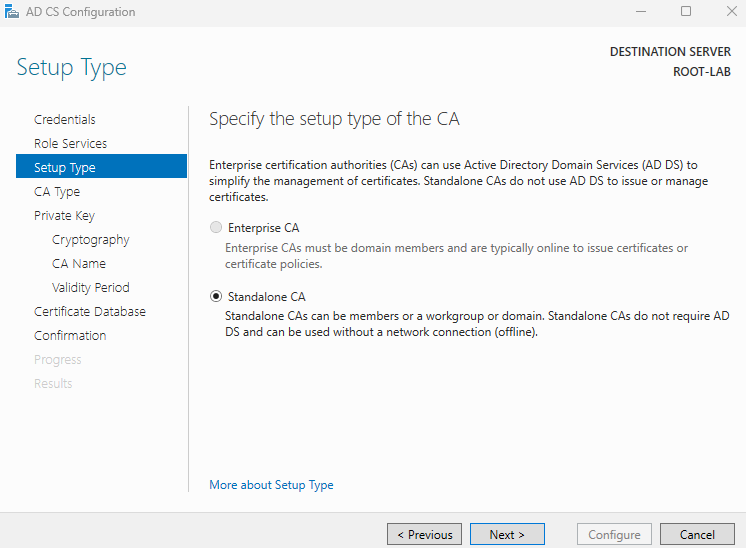 AD CS Configuration
DESTINATION SERVER
ROOT-LAB
Setup Type
Credentials
Role Services
Setup Type
CA Type
Private Key
Cryptography
CA Name
Validity Period
Certificate Database
Confirmation
Progress
Results
Specify the setup type of the CA
Enterprise certification authorities (CAs) can use Active Directory Domain Services (AD DS) to
simplify the management of certificates. Standalone CAs do not use AD DS to issue or manage
certificates.
Enterprise CA
Enterprise CAs must be domain members and are typically online to issue certificates or
certificate policies.
Standalone CA
Standalone CAs can be members or a workgroup or domain. Standalone CAs do not require AD
DS and can be used without a network connection (offline).
More about Setup Type
< Previous
Next >
Configure
Cancel